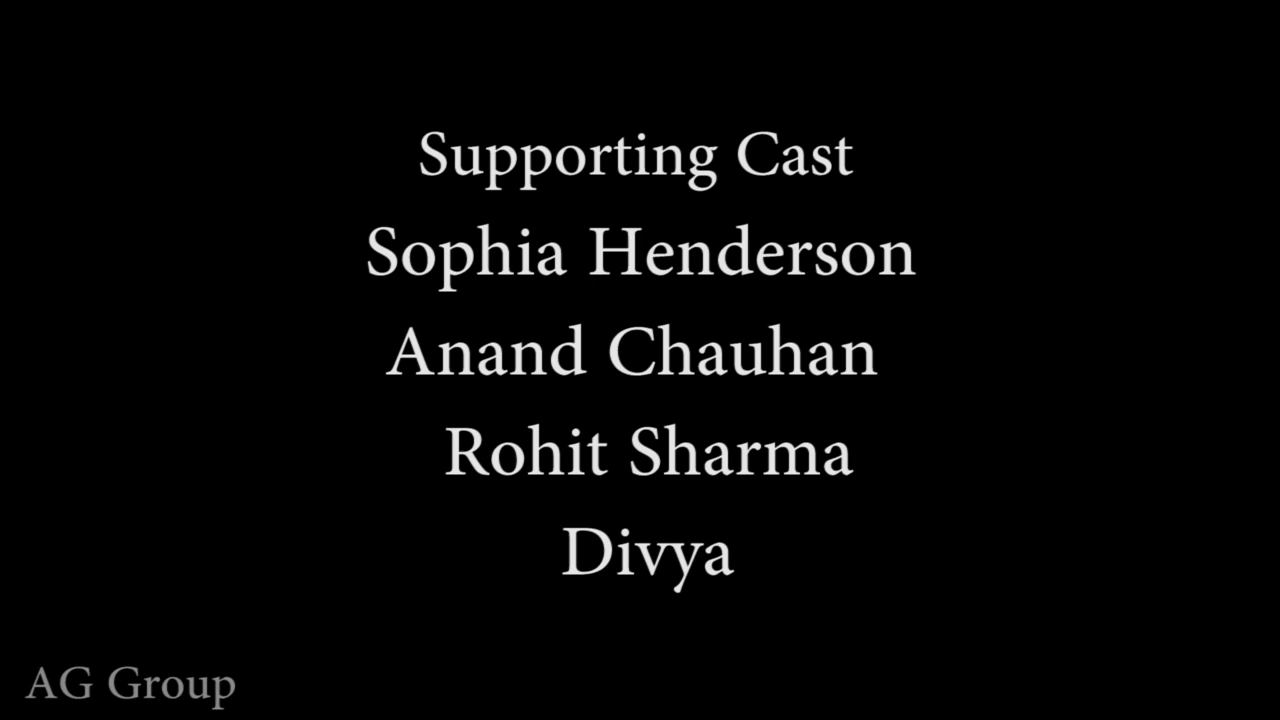 Supporting Cast
Sophia Henderson
Anand Chauhan
Rohit Sharma
Divya
AG Group